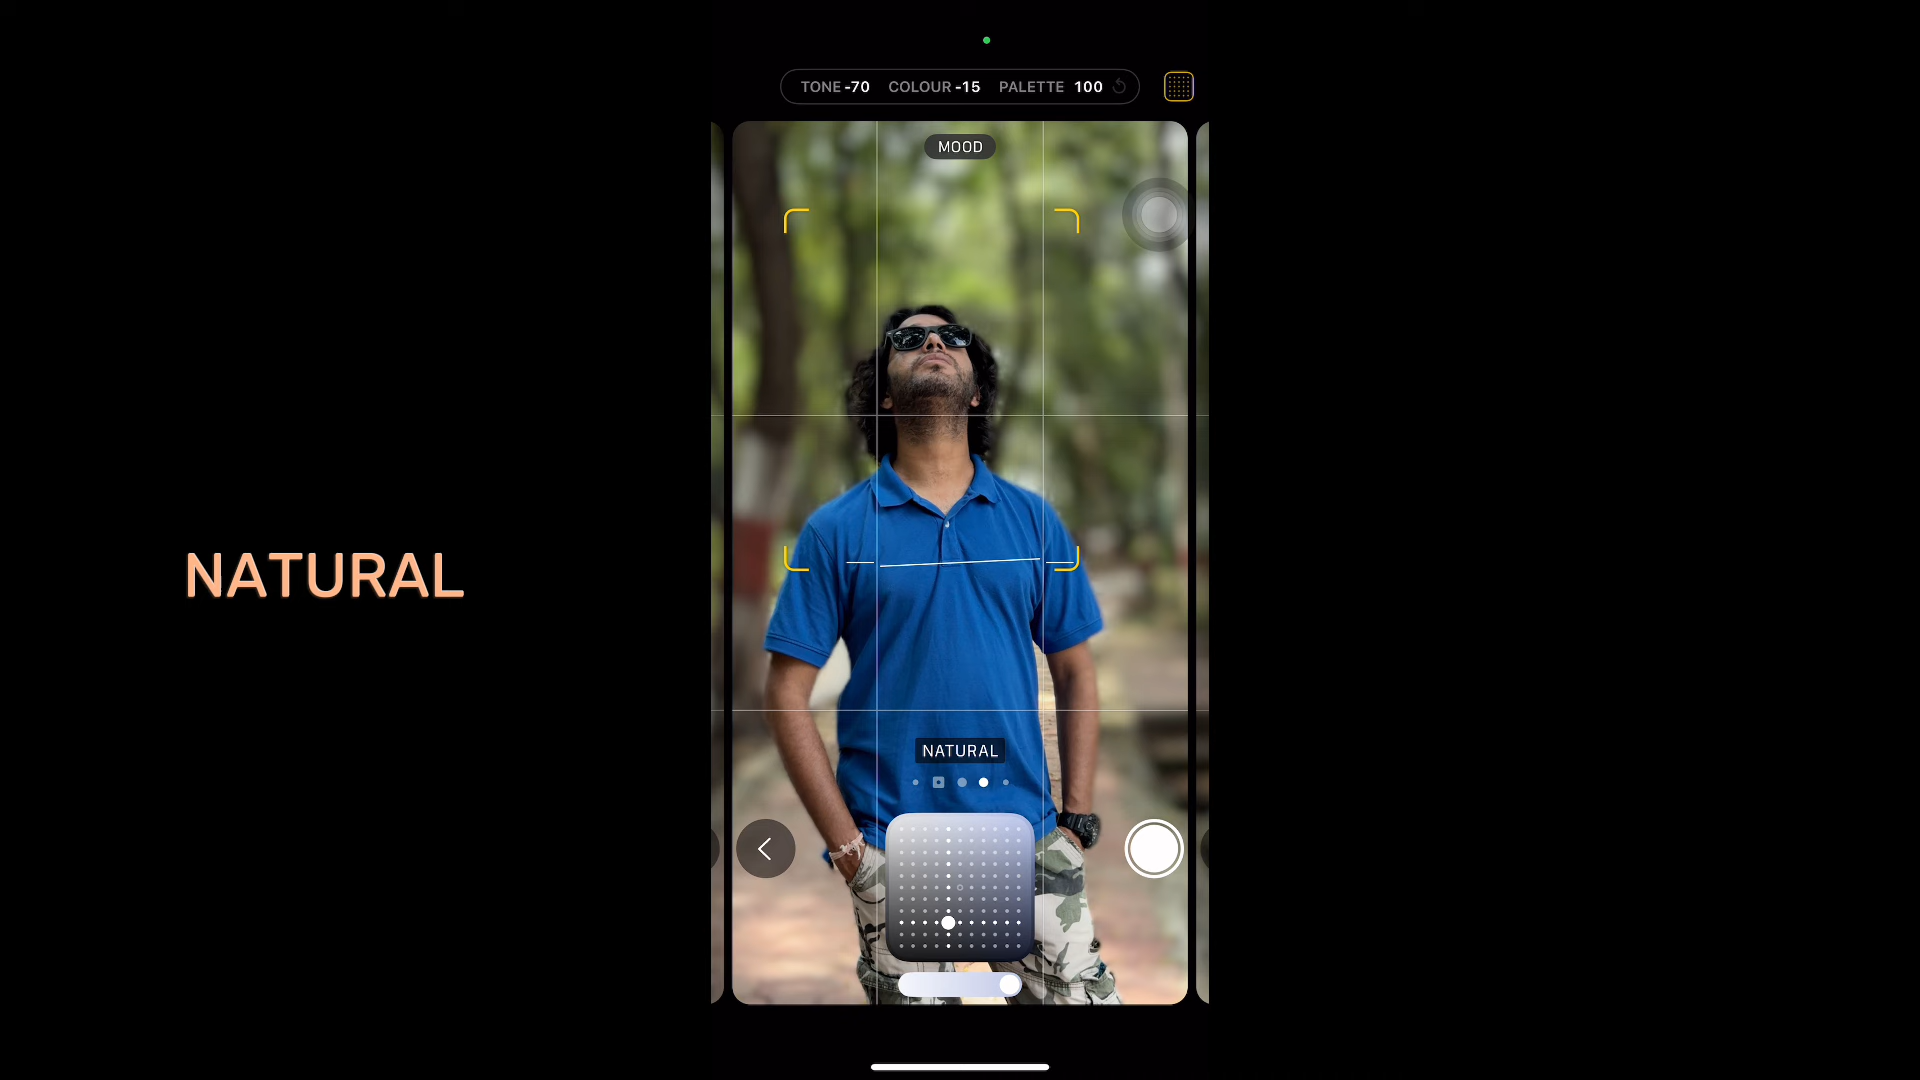 TONE -70 COLOUR -15 PALETTE 100
MOOD
NATURAL
NATURAL